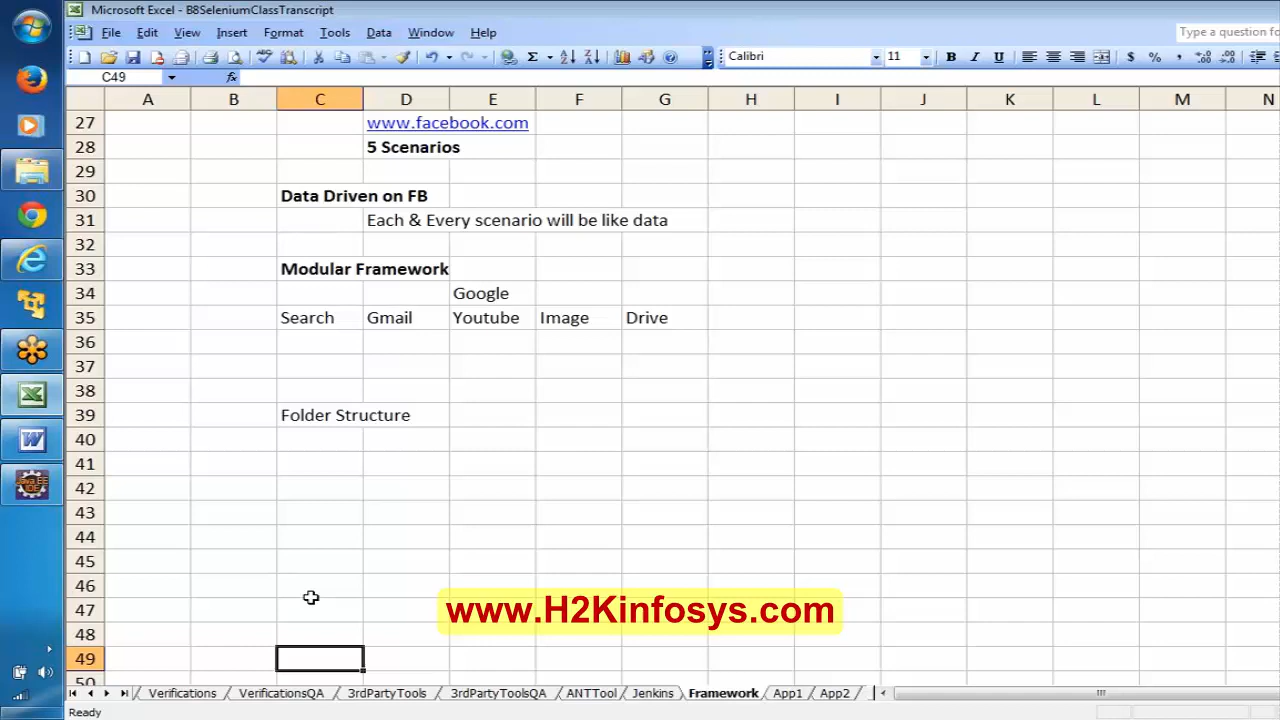 Microsoft Excel - B8SeleniumClassTranscript
File Edit View Insert Format Tools Data Window Help
Type a question fo
Calibri 11 B I U $ % ,
C49 fx
A B C D E F G H I J K L M N
27 www.facebook.com
28 5 Scenarios
29
30 Data Driven on FB
31 Each & Every scenario will be like data
32
33 Modular Framework
34 Google
35 Search Gmail Youtube Image Drive
36
37
38
39 Folder Structure
40
41
42
43
44
45
46
47
www.H2Kinfosys.com
48
49
50
Verifications VerificationsQA 3rdPartyTools 3rdPartyToolsQA ANTTool Jenkins Framework App1 App2
Ready